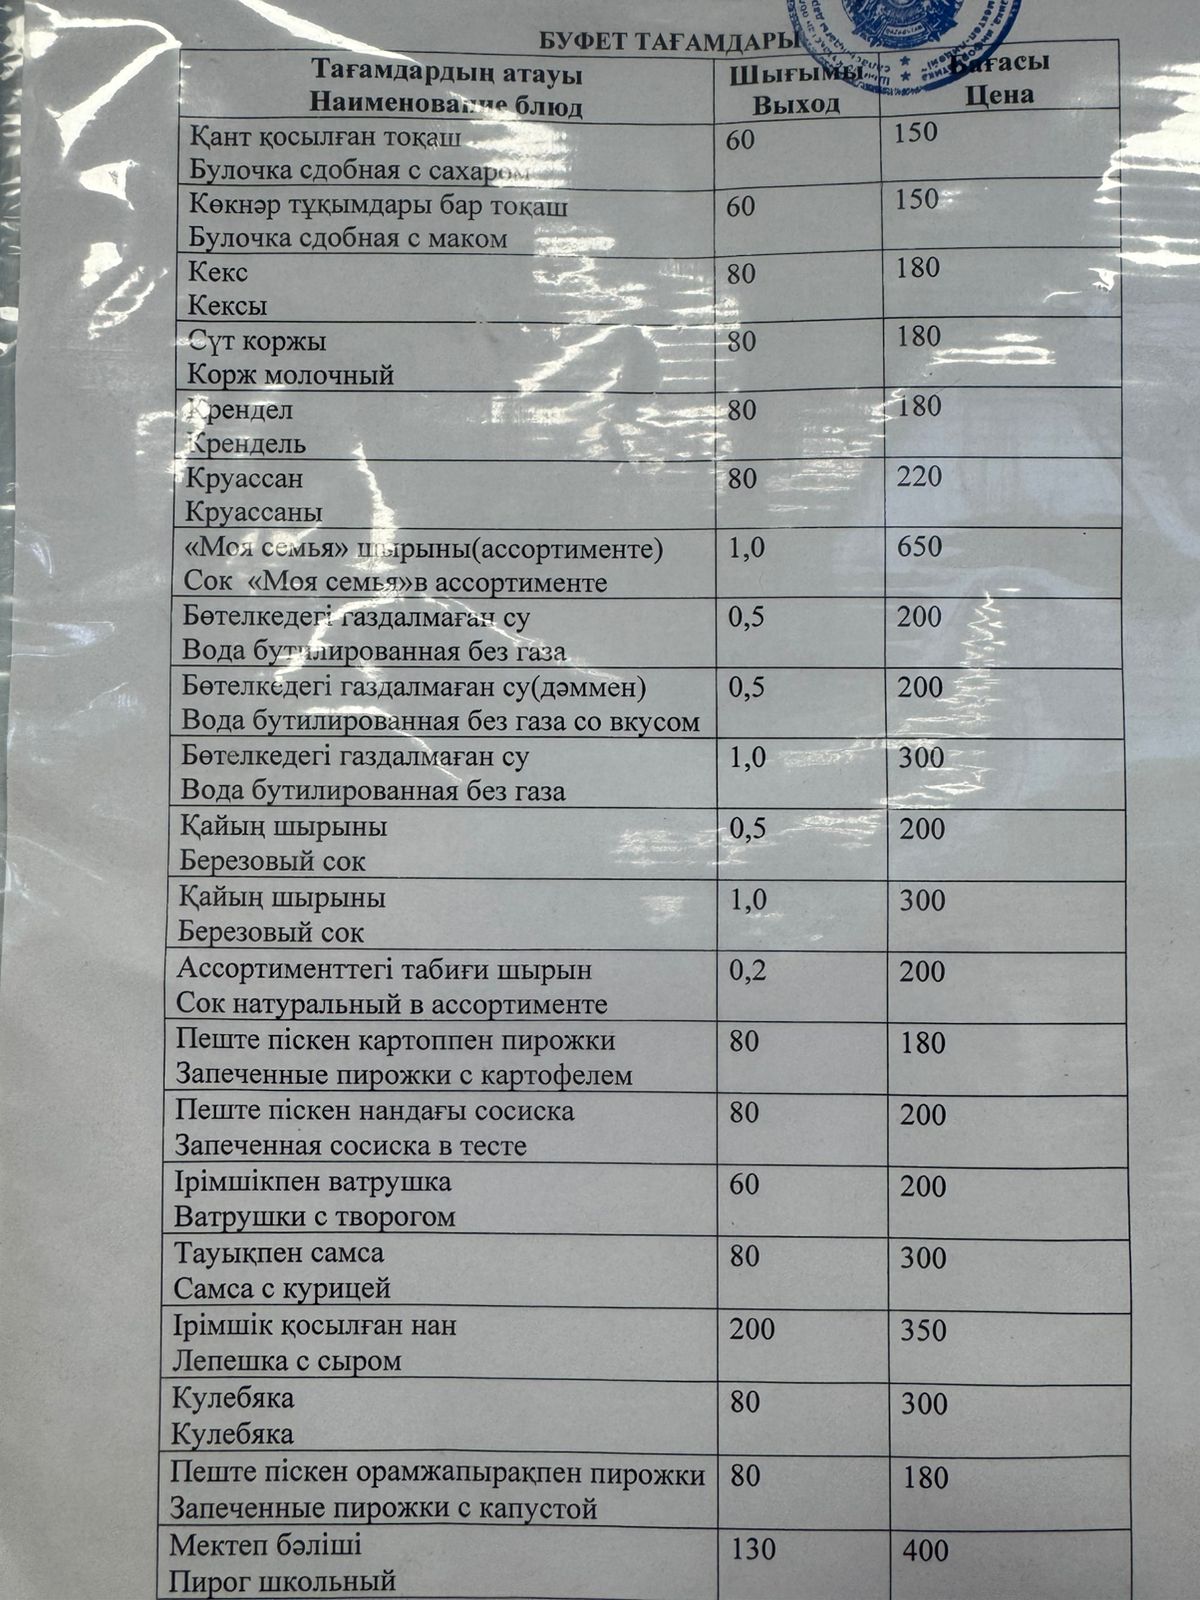 БУФЕТ ТАҒАМДАРЫ
Тағамдардың атауы
Наименование блюд
Шығымы
Выход
Бағасы
Цена
Қант қосылған тоқаш
Булочка сдобная с сахаром
60
150
Көкнәр тұқымдары бар тоқаш
Булочка сдобная с маком
60
150
Кекс
Кексы
80
180
Сүт коржы
Корж молочный
80
180
Крендел
Крендель
80
180
Круассан
Круассаны
80
220
«Моя семья» шырыны(ассортименте)
Сок «Моя семья»в ассортименте
1,0
650
Бөтелкедегі газдалмаған су
Вода бутилированная без газа
0,5
200
Бөтелкедегі газдалмаған су(дәммен)
Вода бутилированная без газа со вкусом
0,5
200
Бөтелкедегі газдалмаған су
Вода бутилированная без газа
1,0
300
Қайың шырыны
Березовый сок
0,5
200
Қайың шырыны
Березовый сок
1,0
300
Ассортименттегі табиғи шырын
Сок натуральный в ассортименте
0,2
200
Пеште піскен картоппен пирожки
Запеченные пирожки с картофелем
80
180
Пеште піскен нандағы сосиска
Запеченная сосиска в тесте
80
200
Ірімшікпен ватрушка
Ватрушки с творогом
60
200
Тауықпен самса
Самса с курицей
80
300
Ірімшік қосылған нан
Лепешка с сыром
200
350
Кулебяка
Кулебяка
80
300
Пеште піскен орамжапырақпен пирожки
Запеченные пирожки с капустой
80
180
Мектеп бәліші
Пирог школьный
130
400